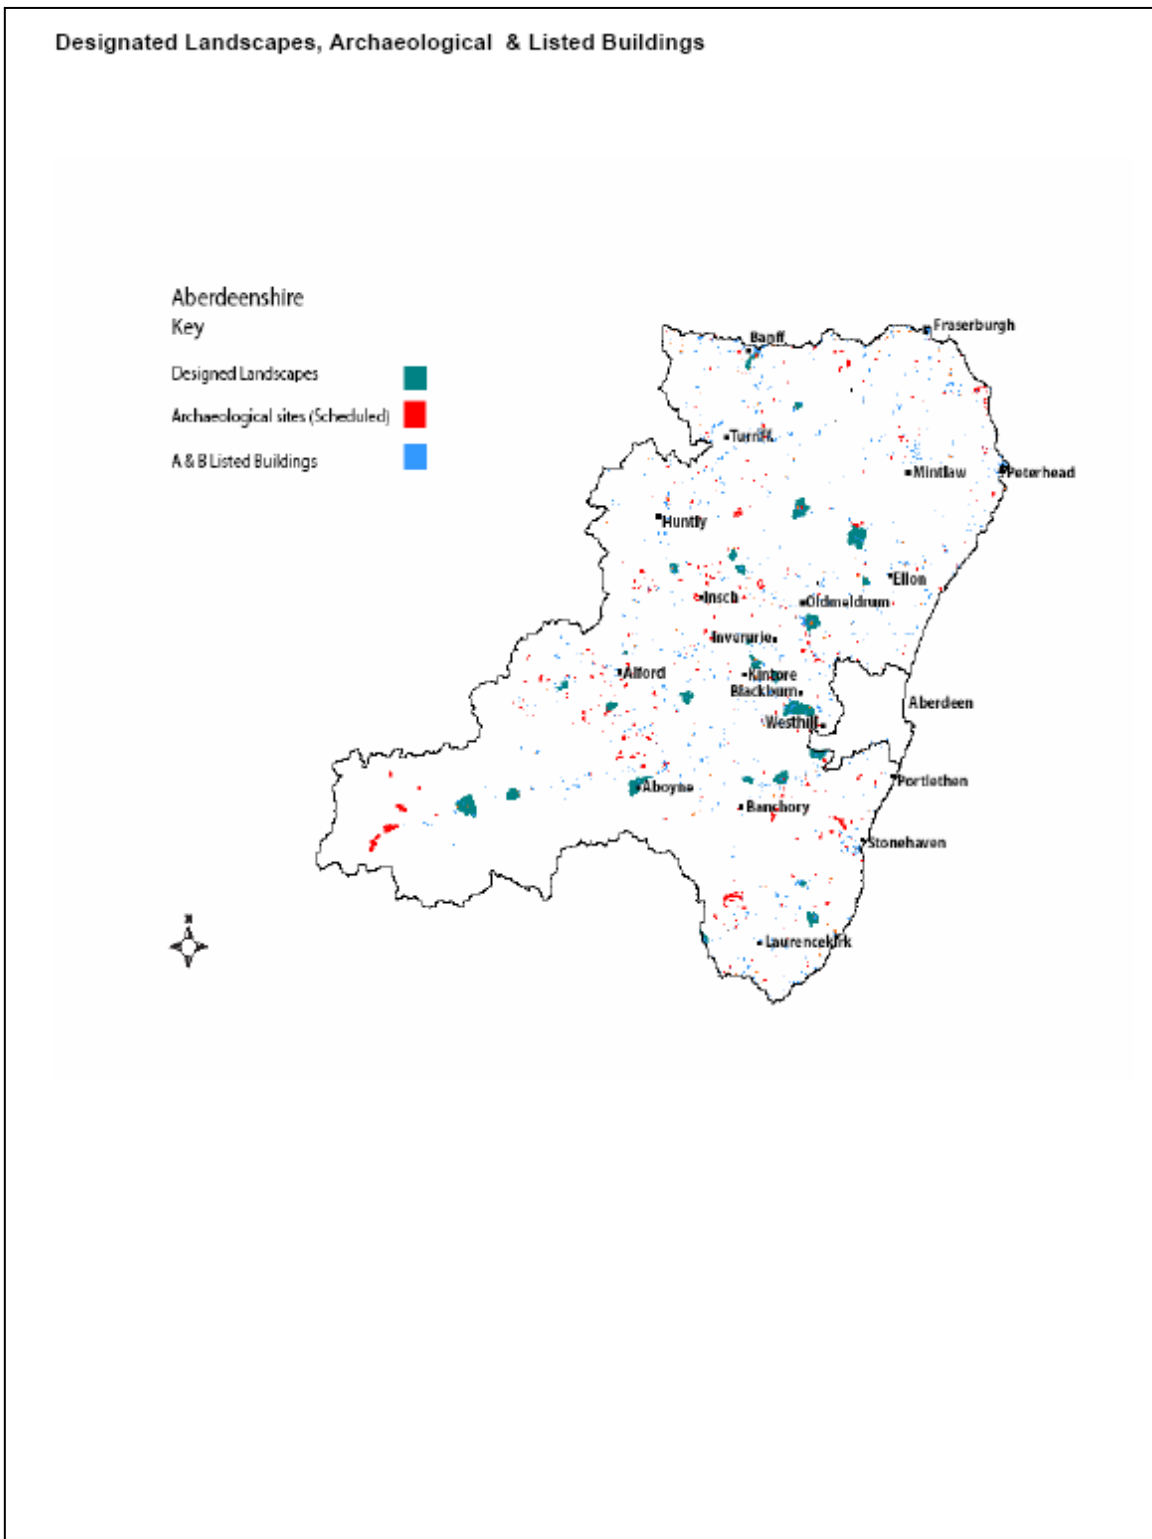 Designated Landscapes, Archaeological & Listed Buildings
Aberdeenshire
Key
Designed Landscapes
Archaeological sites (Scheduled)
A & B Listed Buildings
Fraserburgh
Banff
Turriff
Mintlaw
Peterhead
Huntly
Ellon
Insch
Oldmeldrum
Inverurie
Alford
Kintore
Blackburn
Aberdeen
Westhill
Portlethen
Aboyne
Banchory
Stonehaven
Laurencekirk
N